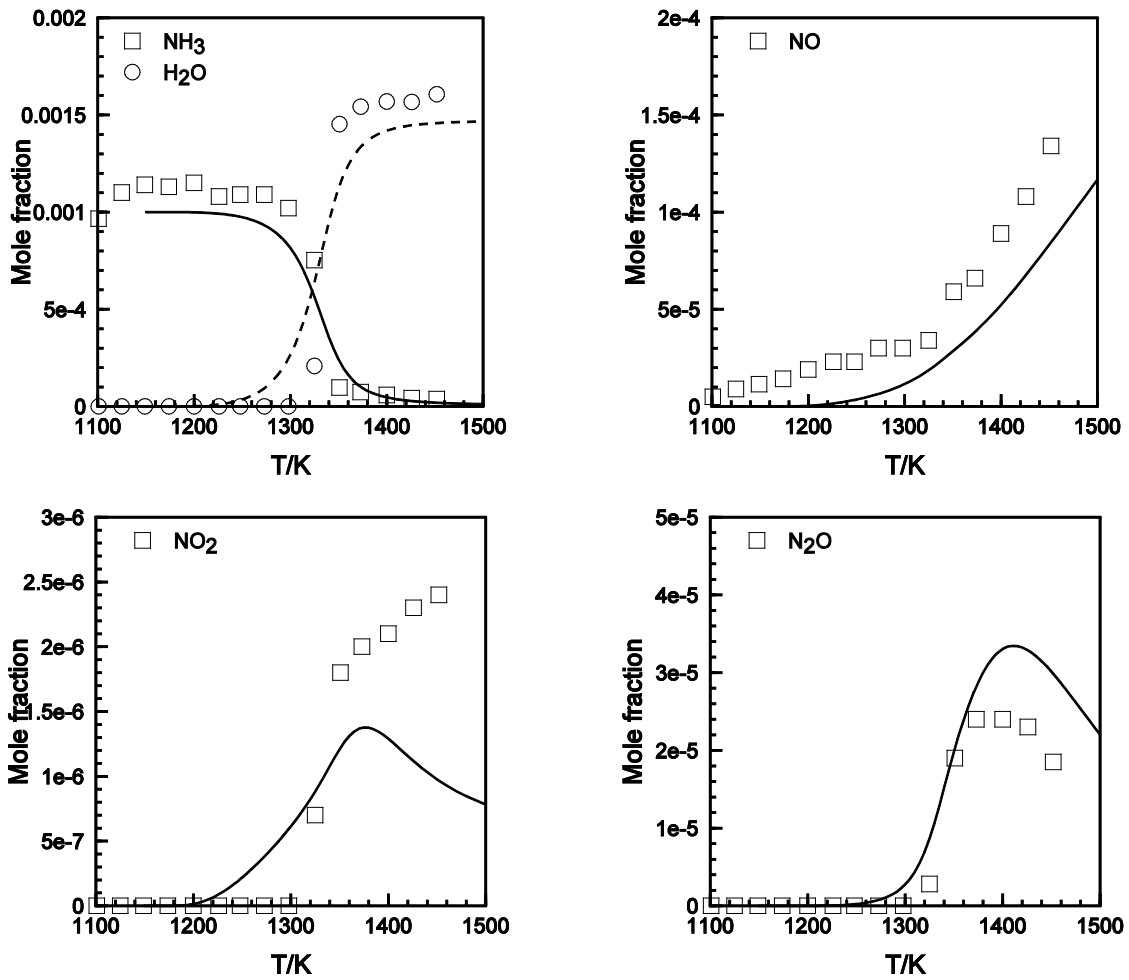 0.002
NH3
H2O
0.0015
0.001
5e-4
0
Mole fraction
1100 1200 1300 1400 1500
T/K
2e-4
NO
1.5e-4
1e-4
5e-5
0
Mole fraction
1100 1200 1300 1400 1500
T/K
3e-6
NO2
2.5e-6
2e-6
1.5e-6
1e-6
5e-7
0
Mole fraction
1100 1200 1300 1400 1500
T/K
5e-5
N2O
4e-5
3e-5
2e-5
1e-5
0
Mole fraction
1100 1200 1300 1400 1500
T/K